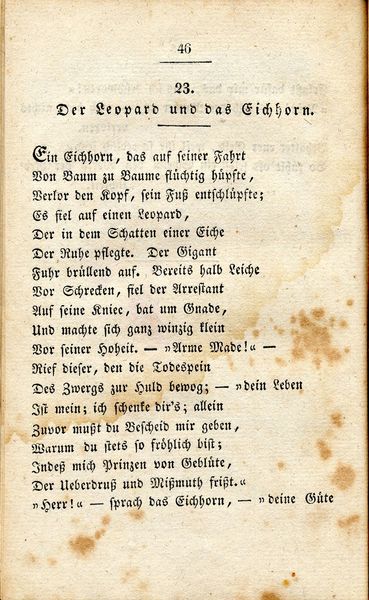 46
23.
Der Leopard und das Eichhorn.
Ein Eichhorn, das auf seiner Fahrt
Von Baum zu Baume flüchtig hüpfte,
Verlor den Kopf, sein Fuß entschlüpfte;
Es fiel auf einen Leopard,
Der in dem Schatten einer Eiche
Der Ruhe pflegte. Der Gigant
Fuhr brüllend auf. Bereits halb Leiche
Vor Schrecken, fiel der Arrestant
Auf seine Kniee, bat um Gnade,
Und machte sich ganz winzig klein
Vor seiner Hoheit. — »Arme Made!« —
Rief dieser, den die Todespein
Des Zwergs zur Huld bewog; — »dein Leben
Ist mein; ich schenke dir's; allein
Zuvor mußt du Bescheid mir geben,
Warum du stets so fröhlich bist;
Indeß mich Prinzen von Geblüte,
Der Ueberdruß und Mißmuth frißt.«
»Herr!« — sprach das Eichhorn, — »deine Güte